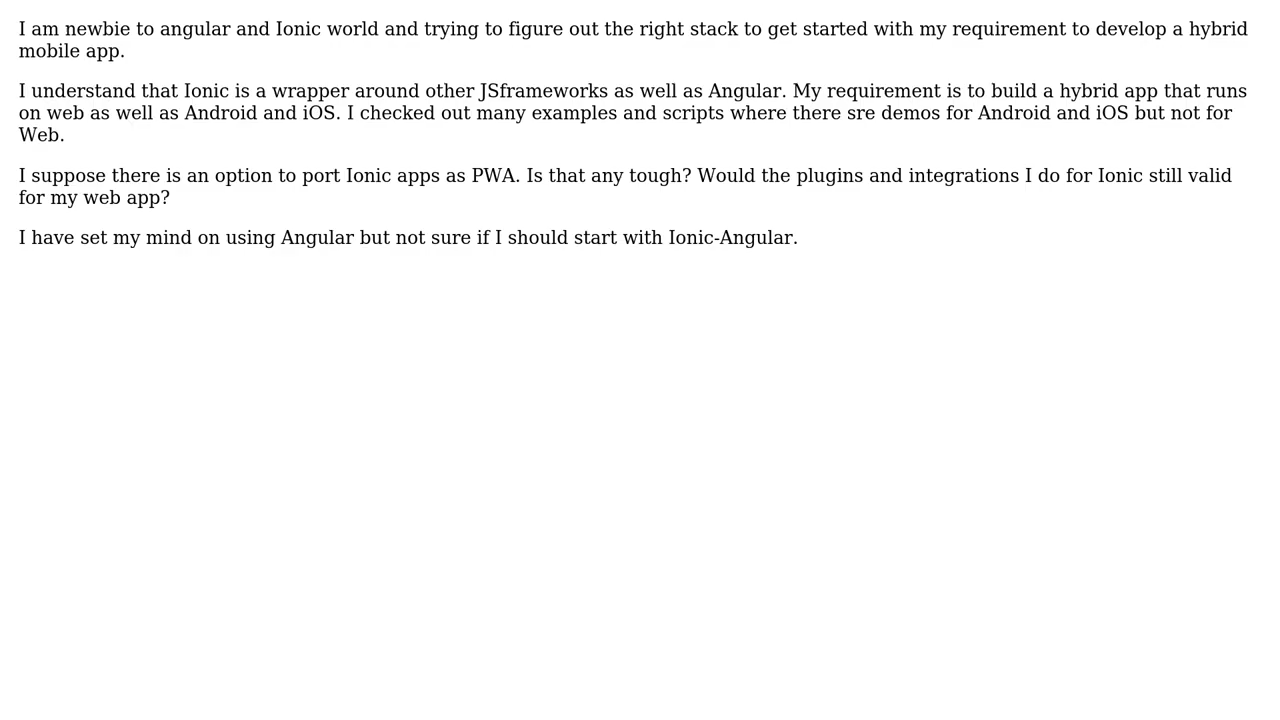 I am newbie to angular and Ionic world and trying to figure out the right stack to get started with my requirement to develop a hybrid
mobile app.
I understand that Ionic is a wrapper around other JSframeworks as well as Angular. My requirement is to build a hybrid app that runs
on web as well as Android and iOS. I checked out many examples and scripts where there sre demos for Android and iOS but not for
Web.
I suppose there is an option to port Ionic apps as PWA. Is that any tough? Would the plugins and integrations I do for Ionic still valid
for my web app?
I have set my mind on using Angular but not sure if I should start with Ionic-Angular.